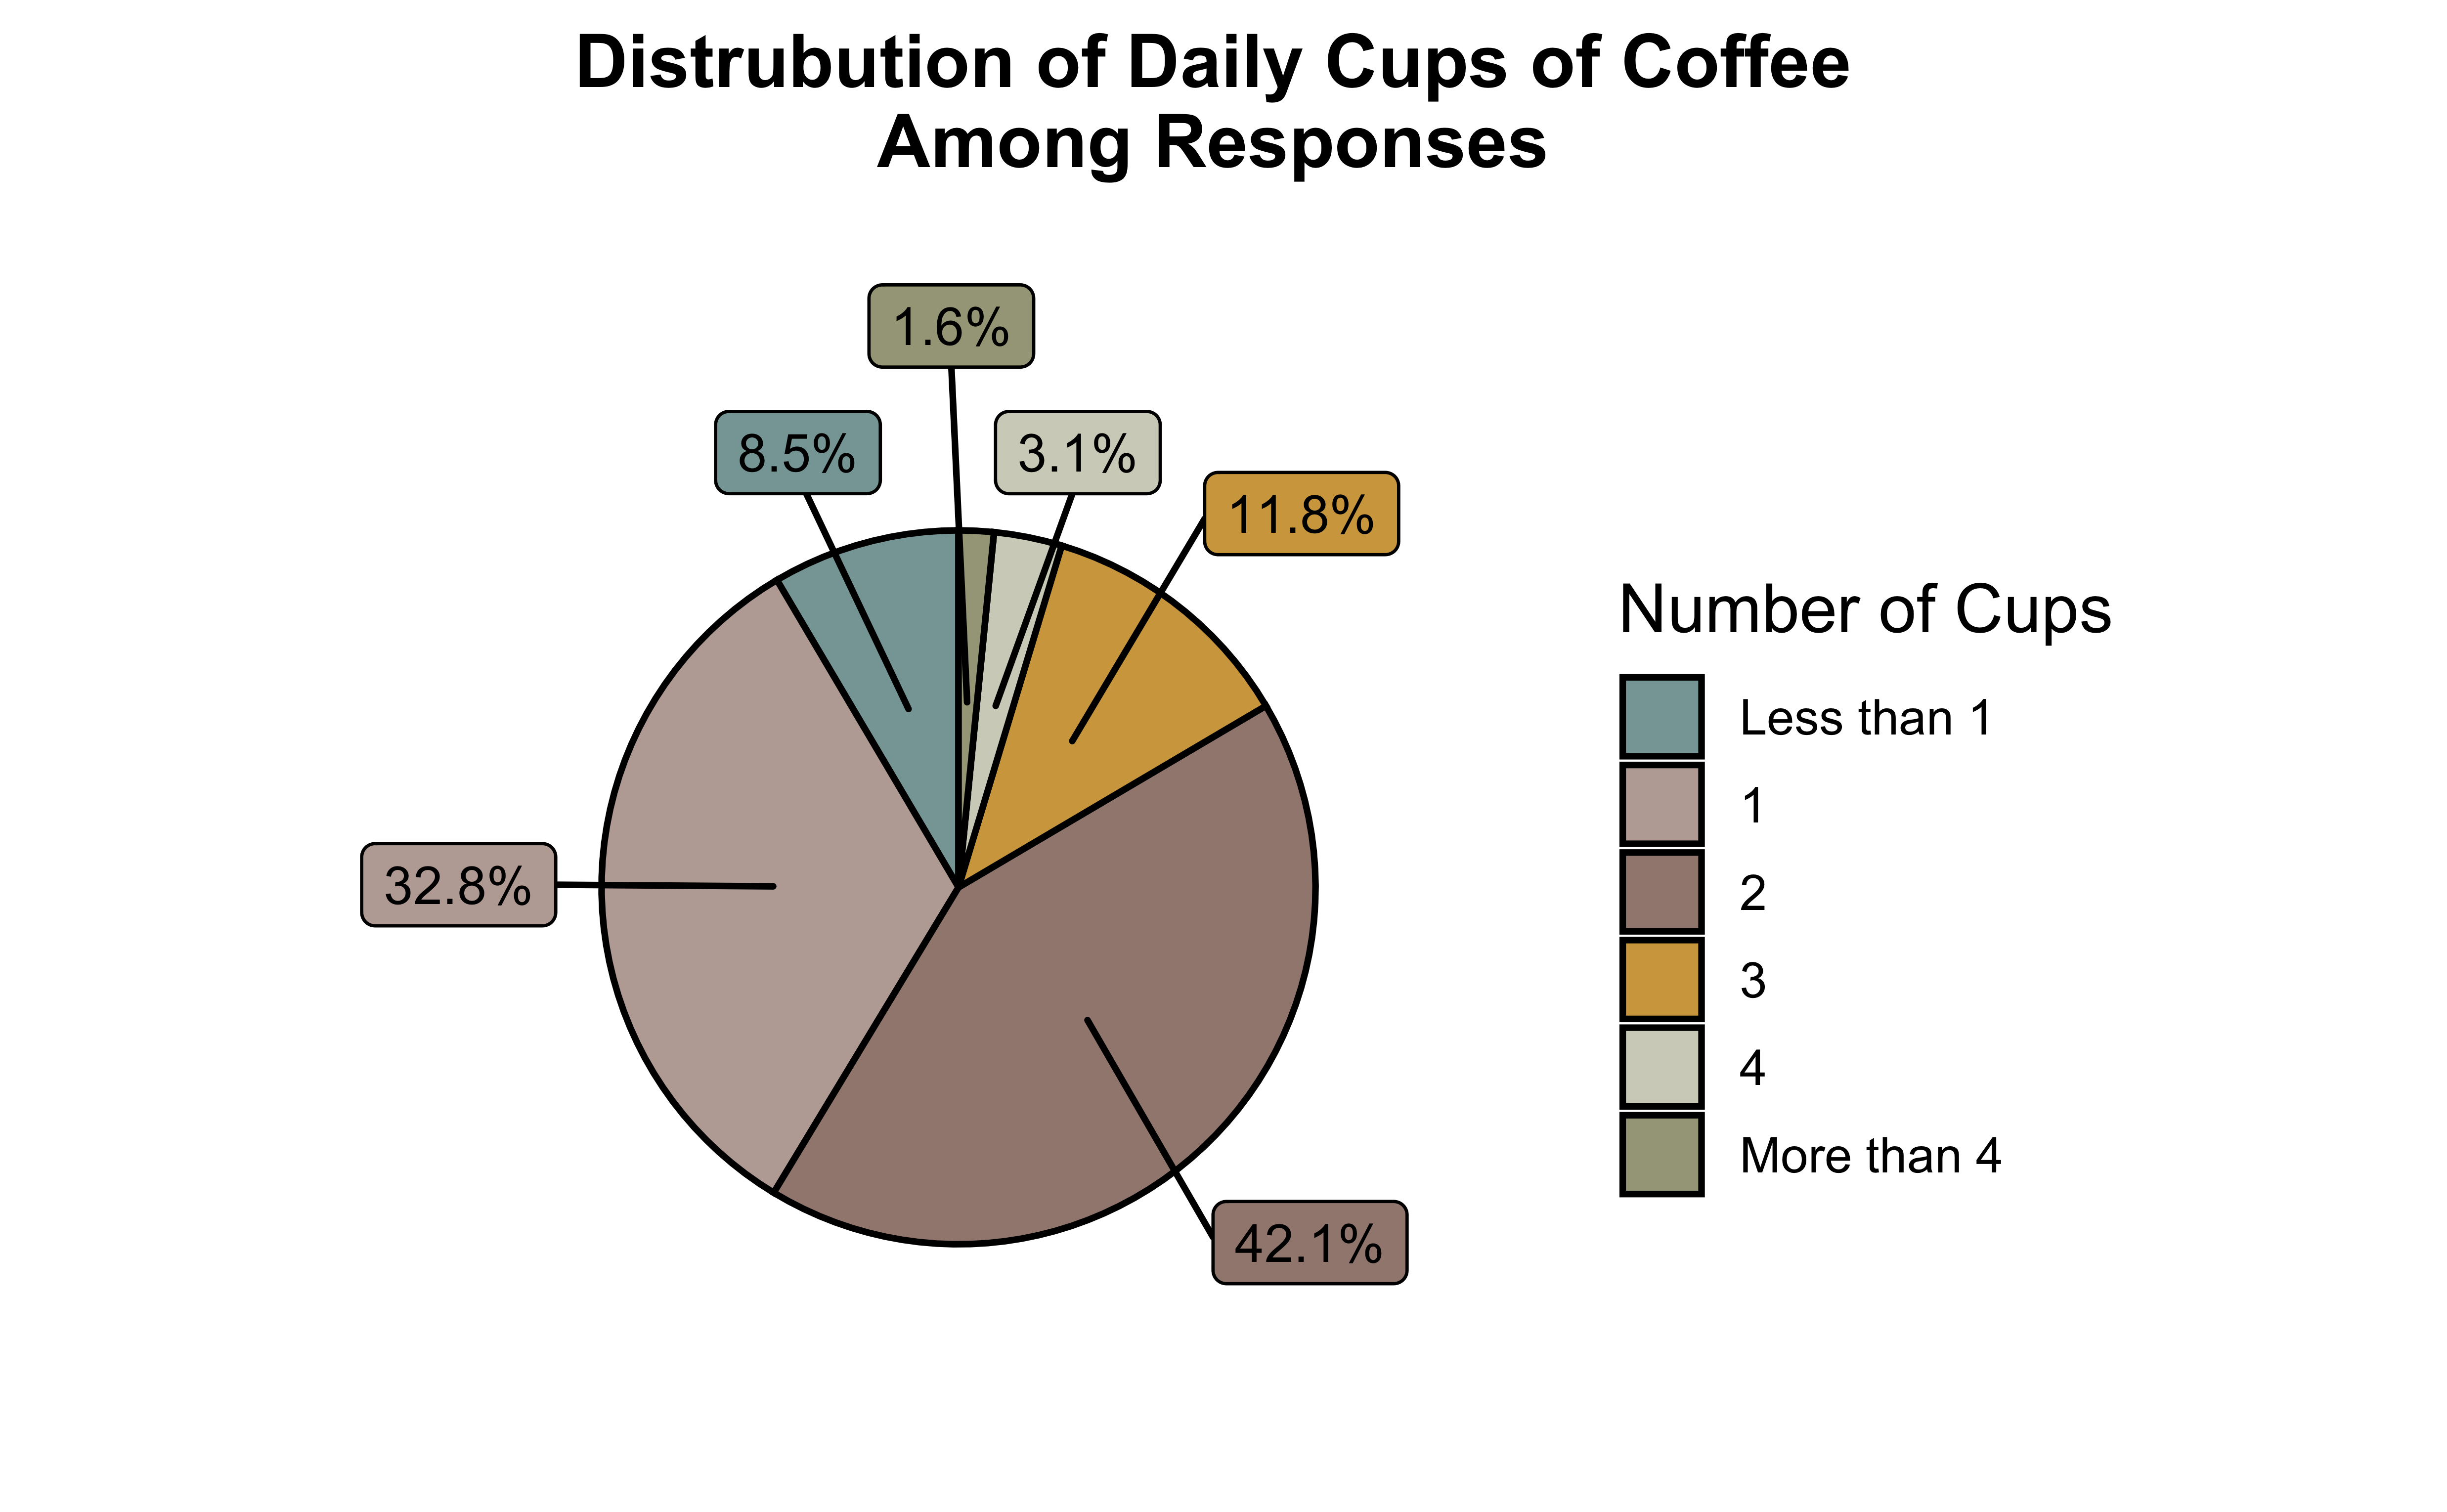 Distrubution of Daily Cups of Coffee
Among Responses
1.6%
8.5%
3.1%
11.8%
32.8%
42.1%
Number of Cups
Less than 1
1
2
3
4
More than 4